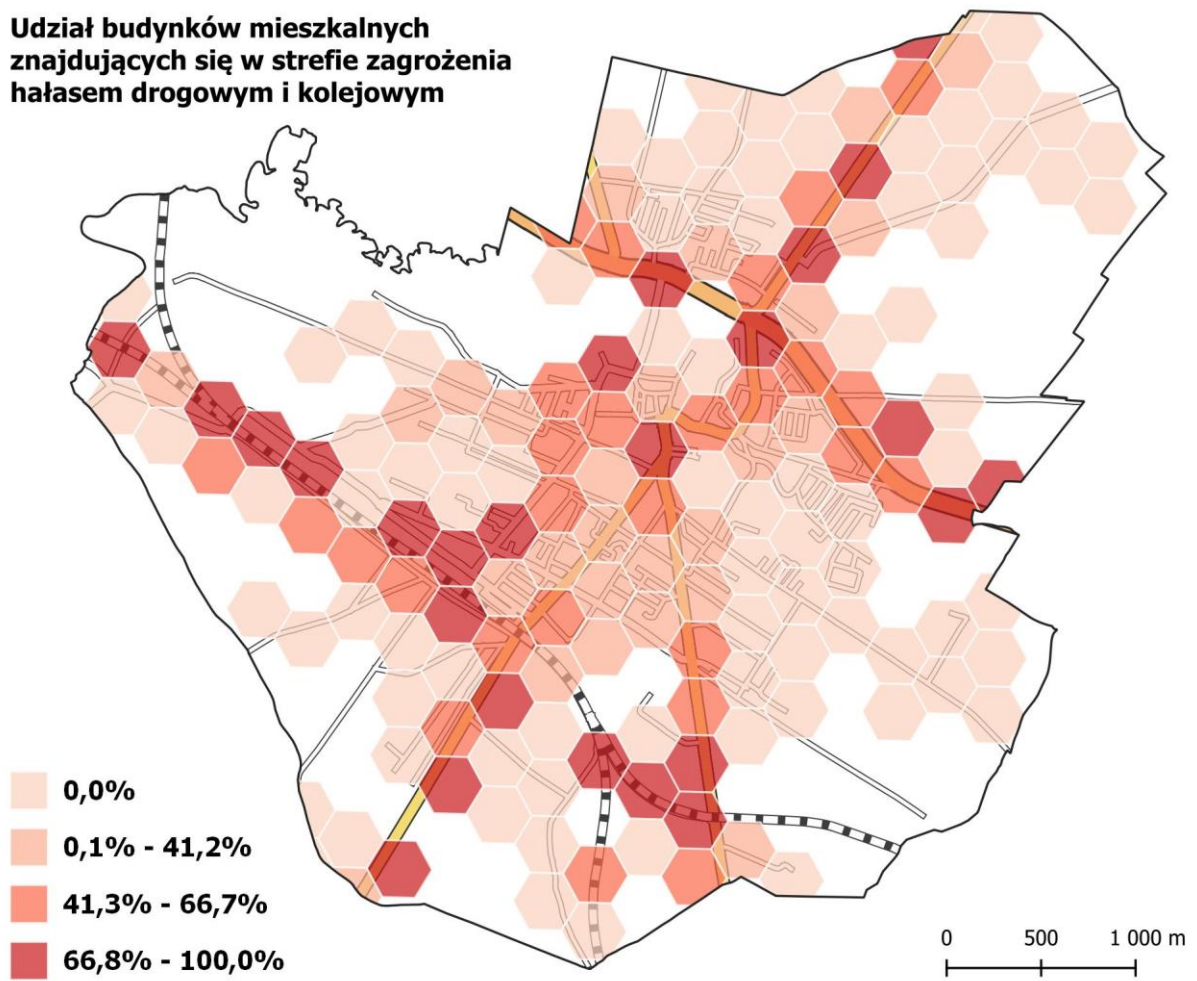 Udział budynków mieszkalnych
znajdujących się w strefie zagrożenia
hałasem drogowym i kolejowym
0,0%
0,1% - 41,2%
41,3% - 66,7%
66,8% - 100,0%
0 500 1 000 m